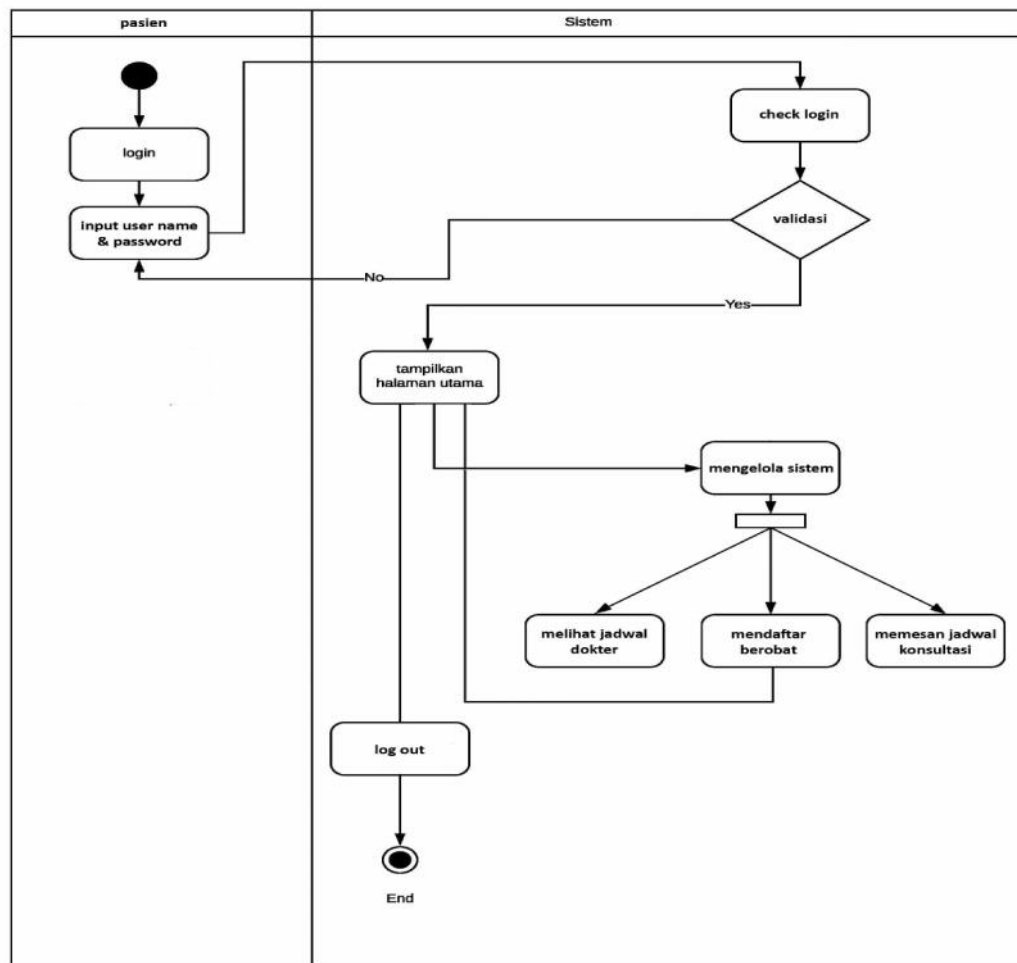 pasien
Sistem
login
input user name
& password
check login
validasi
No
Yes
tampilkan
halaman utama
mengelola sistem
melihat jadwal
dokter
mendaftar
berobat
memesan jadwal
konsultasi
log out
End